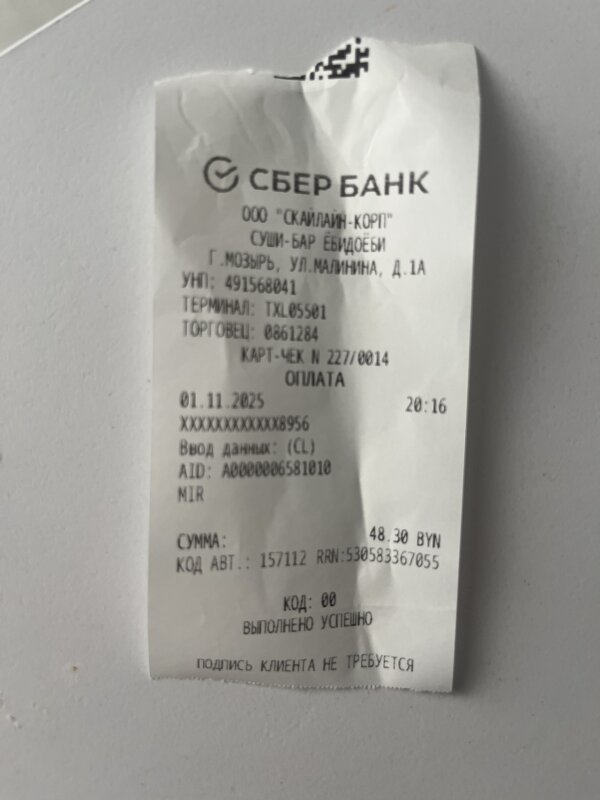 СБЕР БАНК
ООО "СКАЙЛАЙН-КОРП"
СУШИ-БАР ЁБИДОЁБИ
Г.МОЗЫРЬ, УЛ.МАЛИНИНА, Д.1А
УНП: 491568041
ТЕРМИНАЛ: TXL05501
ТОРГОВЕЦ: 0861284
КАРТ-ЧЕК N 227/0014
ОПЛАТА
01.11.2025 20:16
XXXXXXXXXXXX8956
Ввод данных: (CL)
AID: A0000006581010
MIR
СУММА: 48.30 BYN
КОД АВТ.: 157112 RRN:530583367055
КОД: 00
ВЫПОЛНЕНО УСПЕШНО
ПОДПИСЬ КЛИЕНТА НЕ ТРЕБУЕТСЯ